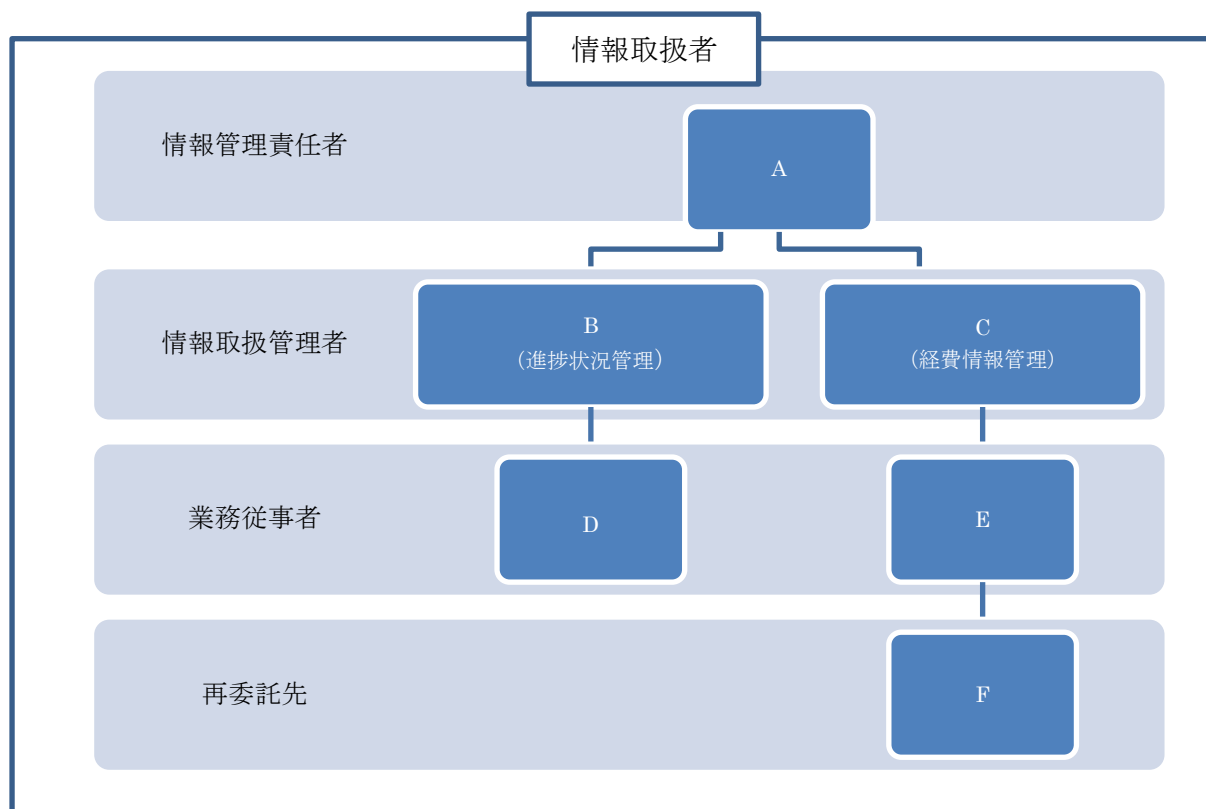 情報取扱者
情報管理責任者
A
情報取扱管理者
B
（進捗状況管理）
C
（経費情報管理）
業務従事者
D
E
再委託先
F